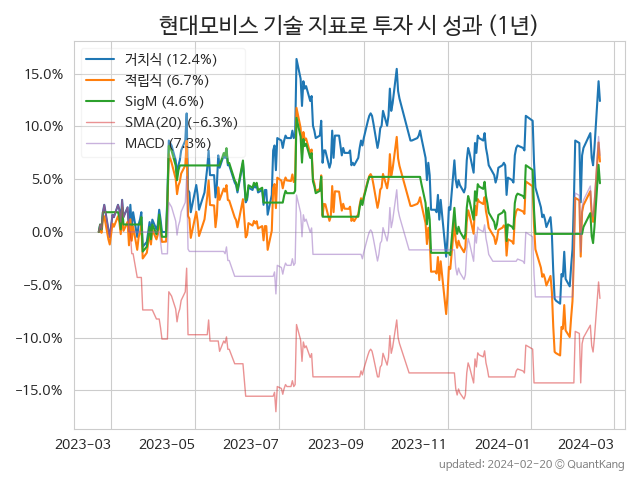 현대모비스 기술 지표로 투자 시 성과 (1년)
거치식 (12.4%)
적립식 (6.7%)
SigM (4.6%)
SMA(20) (−6.3%)
MACD (7.3%)
15.0%
10.0%
5.0%
0.0%
−5.0%
−10.0%
−15.0%
2023-03 2023-05 2023-07 2023-09 2023-11 2024-01 2024-03
updated: 2024-02-20 @ QuantKang